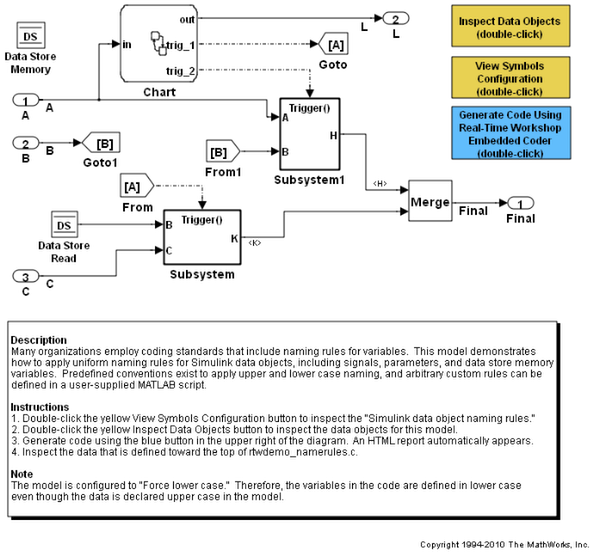 DS
Data Store
Memory
in
out
trig_1
trig_2
Chart
L
2
L
[A]
Goto
Inspect Data Objects
(double-click)
View Symbols
Configuration
(double-click)
Generate Code Using
Real-Time Workshop
Embedded Coder
(double-click)
1
A
A
2
B
B
[B]
Goto1
Trigger()
A
B
H
Subsystem1
[B]
From1
[A]
From
<H>
Merge
Final
1
Final
DS
Data Store
Read
Trigger()
B
C
K
Subsystem
<K>
3
C
C
Description
Many organizations employ coding standards that include naming rules for variables.  This model demonstrates
how to apply uniform naming rules for Simulink data objects, including signals, parameters, and data store memory
variables.  Predefined conventions exist to apply upper and lower case naming, and arbitrary custom rules can be
defined in a user-supplied MATLAB script.
Instructions
1. Double-click the yellow View Symbols Configuration button to inspect the "Simulink data object naming rules."
2. Double-click the yellow Inspect Data Objects button to inspect the data objects for this model.
3. Generate code using the blue button in the upper right of the diagram.  An HTML report automatically appears.
4. Inspect the data that is defined toward the top of rtwdemo_namerules.c.
Note
The model is configured to "Force lower case."  Therefore, the variables in the code are defined in lower case
even though the data is declared upper case in the model.
Copyright 1994-2010 The MathWorks, Inc.